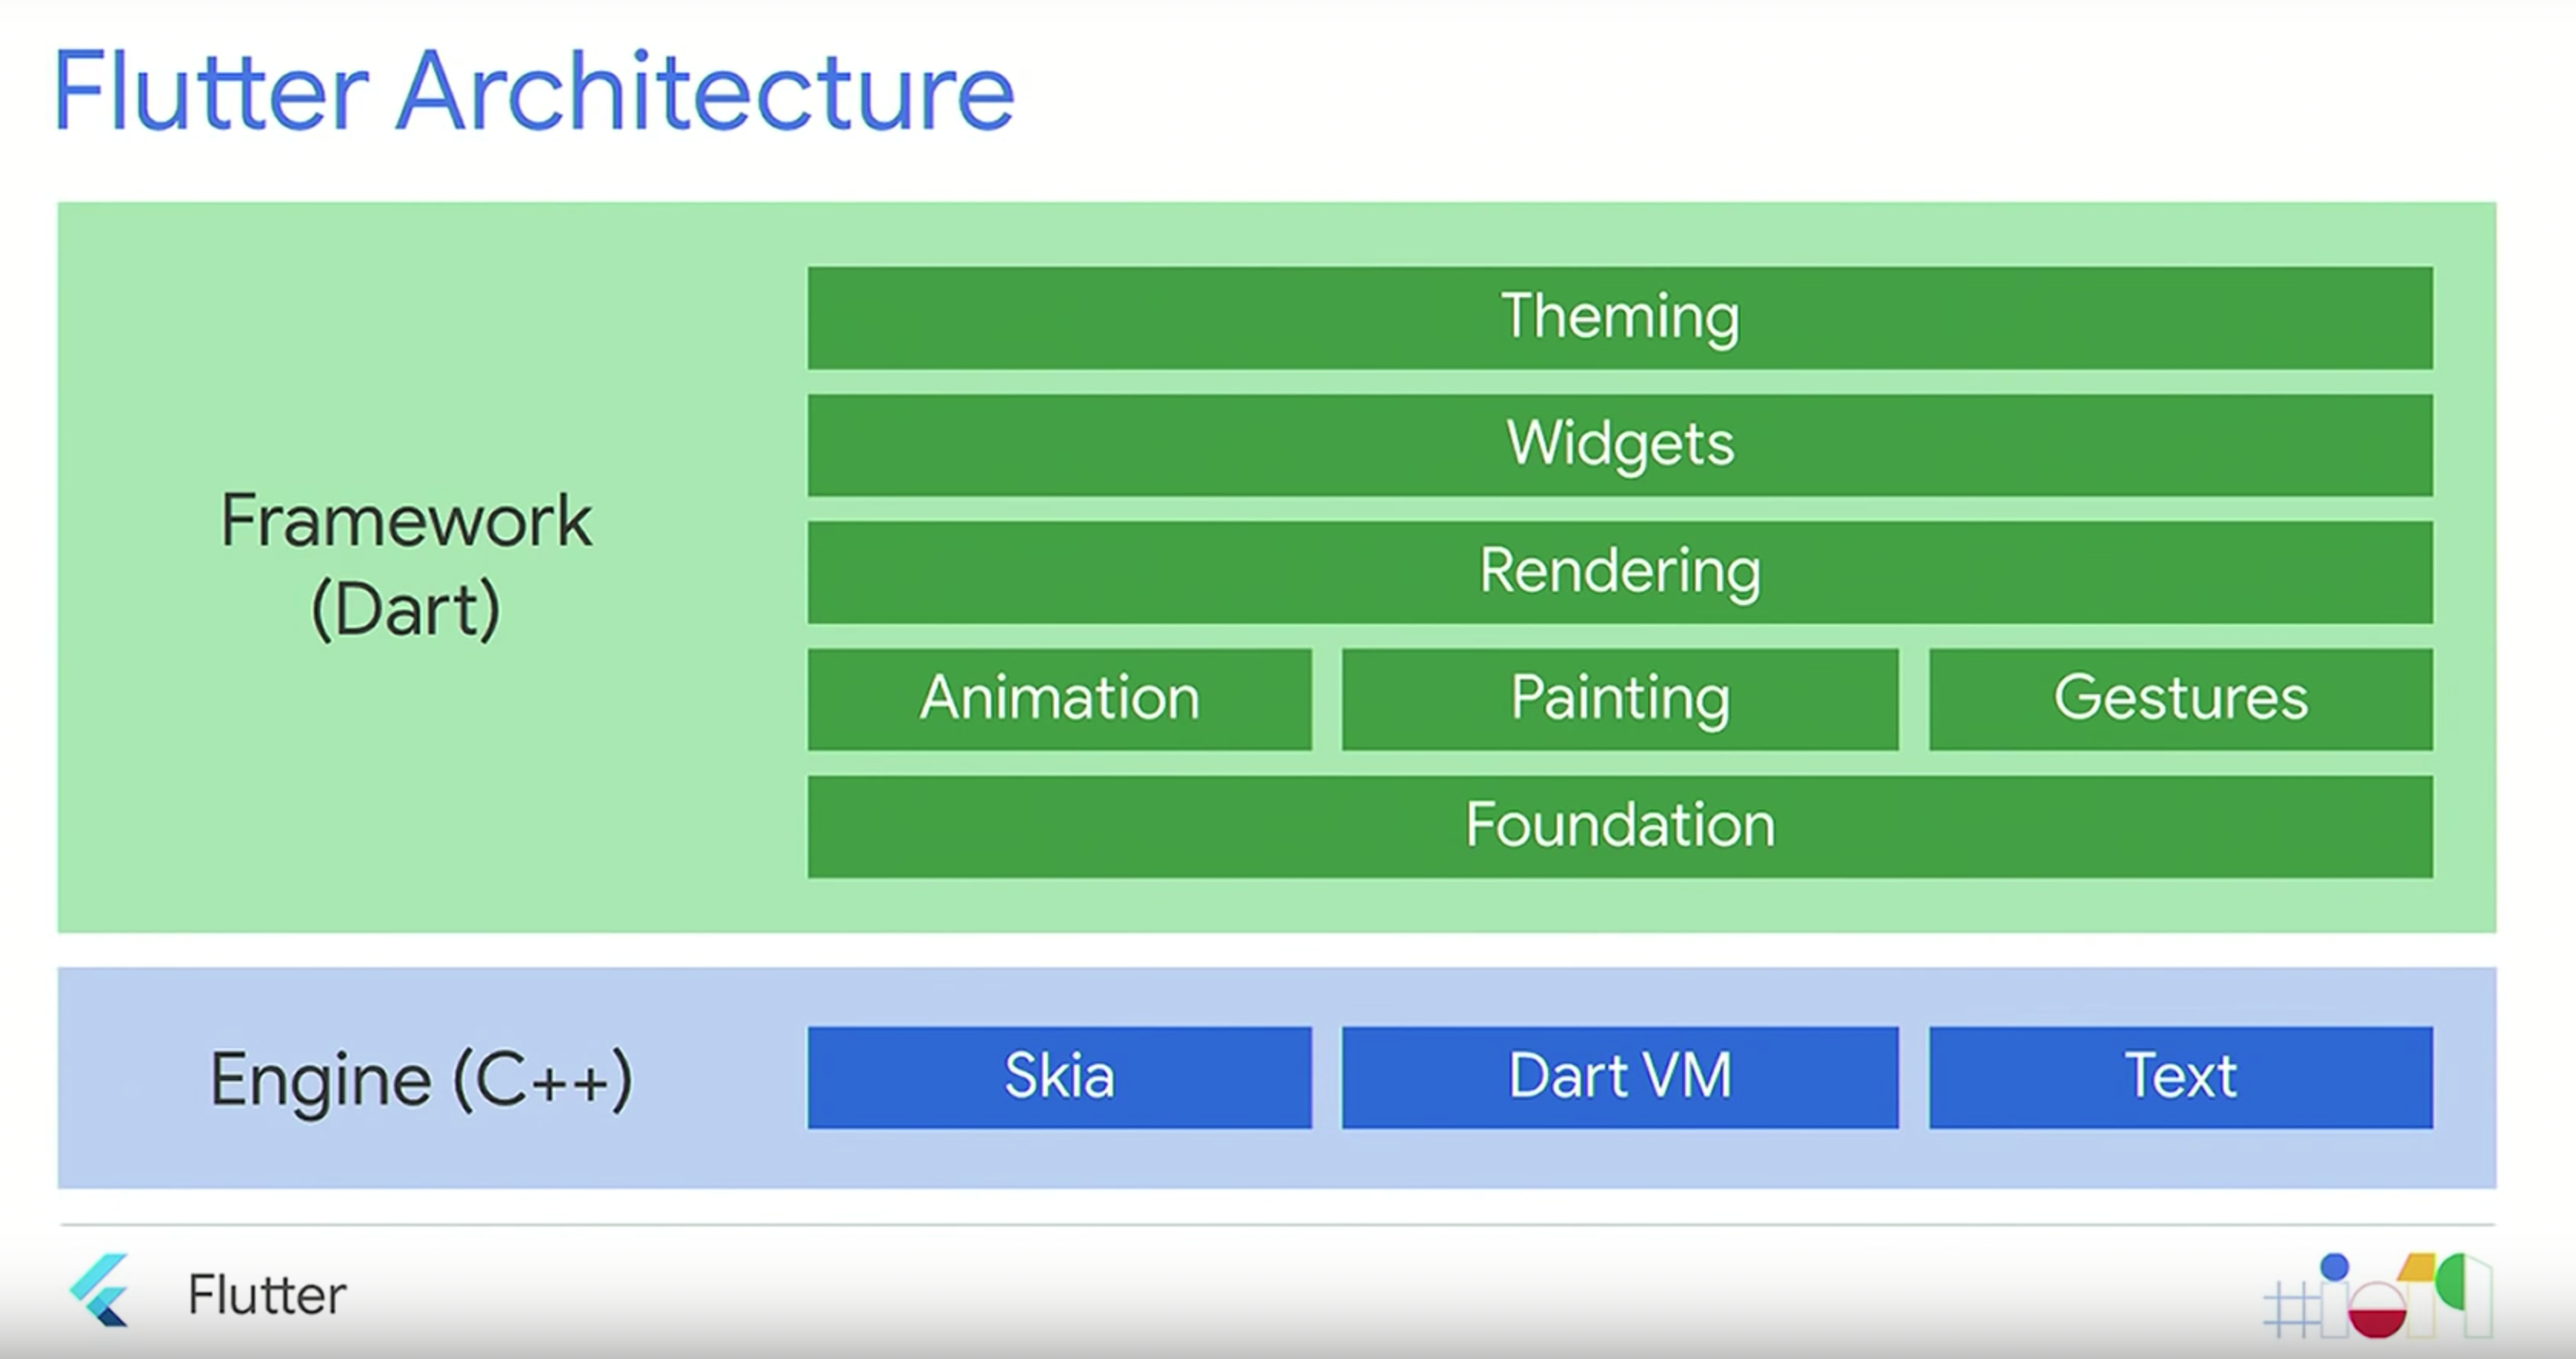 Flutter Architecture
Framework
(Dart)
Theming
Widgets
Rendering
Animation
Painting
Gestures
Foundation
Engine (C++)
Skia
Dart VM
Text
Flutter
#io19